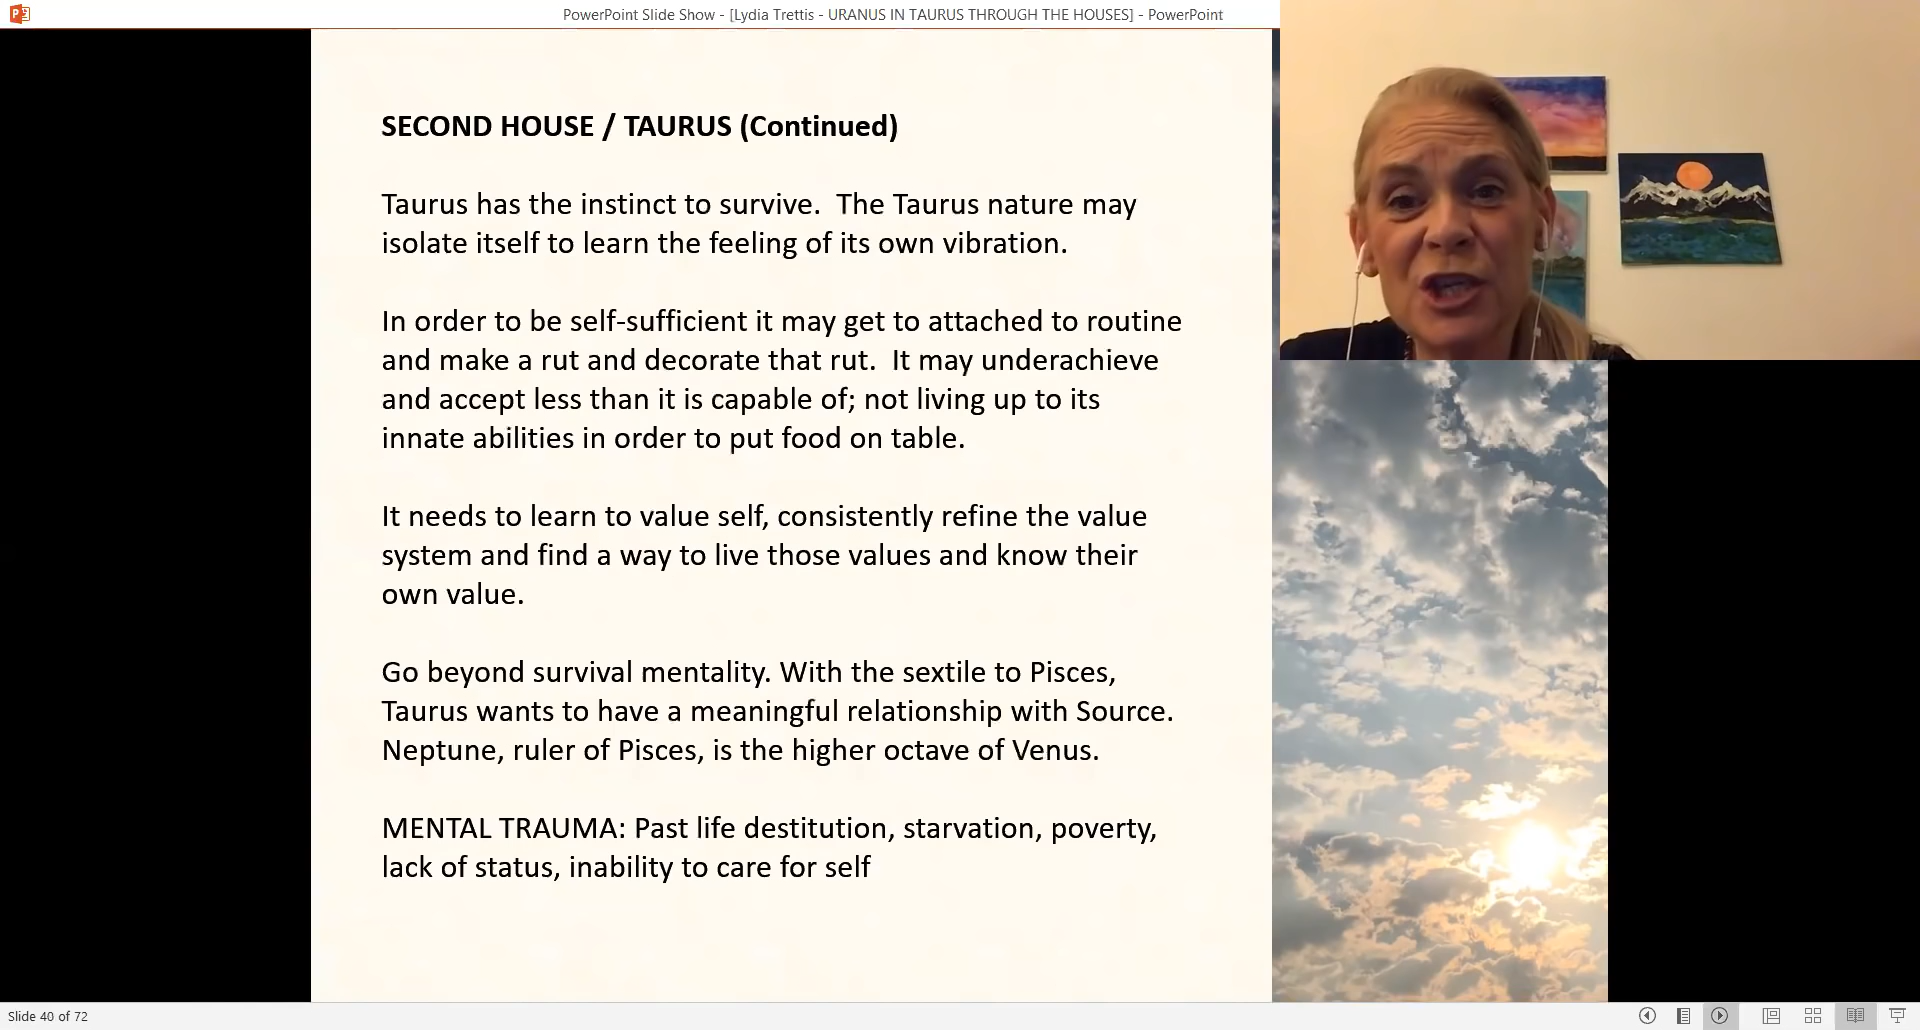 PowerPoint Slide Show - [Lydia Trettis - URANUS IN TAURUS THROUGH THE HOUSES] - PowerPoint
SECOND HOUSE / TAURUS (Continued)
Taurus has the instinct to survive.  The Taurus nature may
isolate itself to learn the feeling of its own vibration.
In order to be self-sufficient it may get to attached to routine
and make a rut and decorate that rut.  It may underachieve
and accept less than it is capable of; not living up to its
innate abilities in order to put food on table.
It needs to learn to value self, consistently refine the value
system and find a way to live those values and know their
own value.
Go beyond survival mentality. With the sextile to Pisces,
Taurus wants to have a meaningful relationship with Source.
Neptune, ruler of Pisces, is the higher octave of Venus.
MENTAL TRAUMA: Past life destitution, starvation, poverty,
lack of status, inability to care for self
Slide 40 of 72